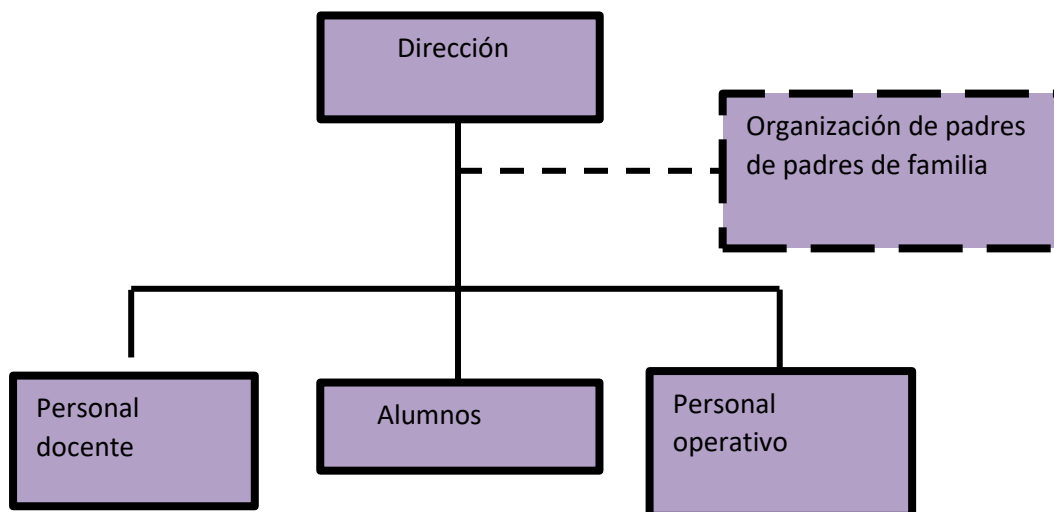 Dirección
Organización de padres
de padres de familia
Personal
docente
Alumnos
Personal
operativo